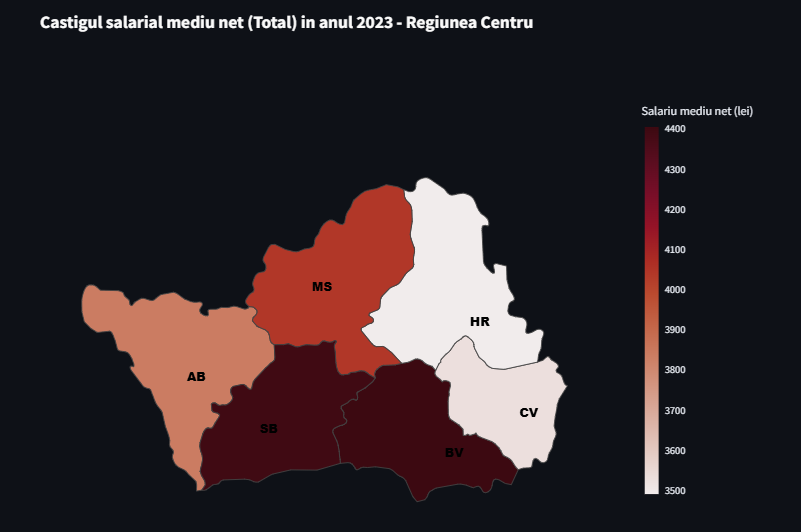 Castigul salarial mediu net (Total) in anul 2023 - Regiunea Centru
Salariu mediu net (lei)
4400
4300
4200
4100
4000
3900
3800
3700
3600
3500
MS
HR
AB
CV
SB
BV